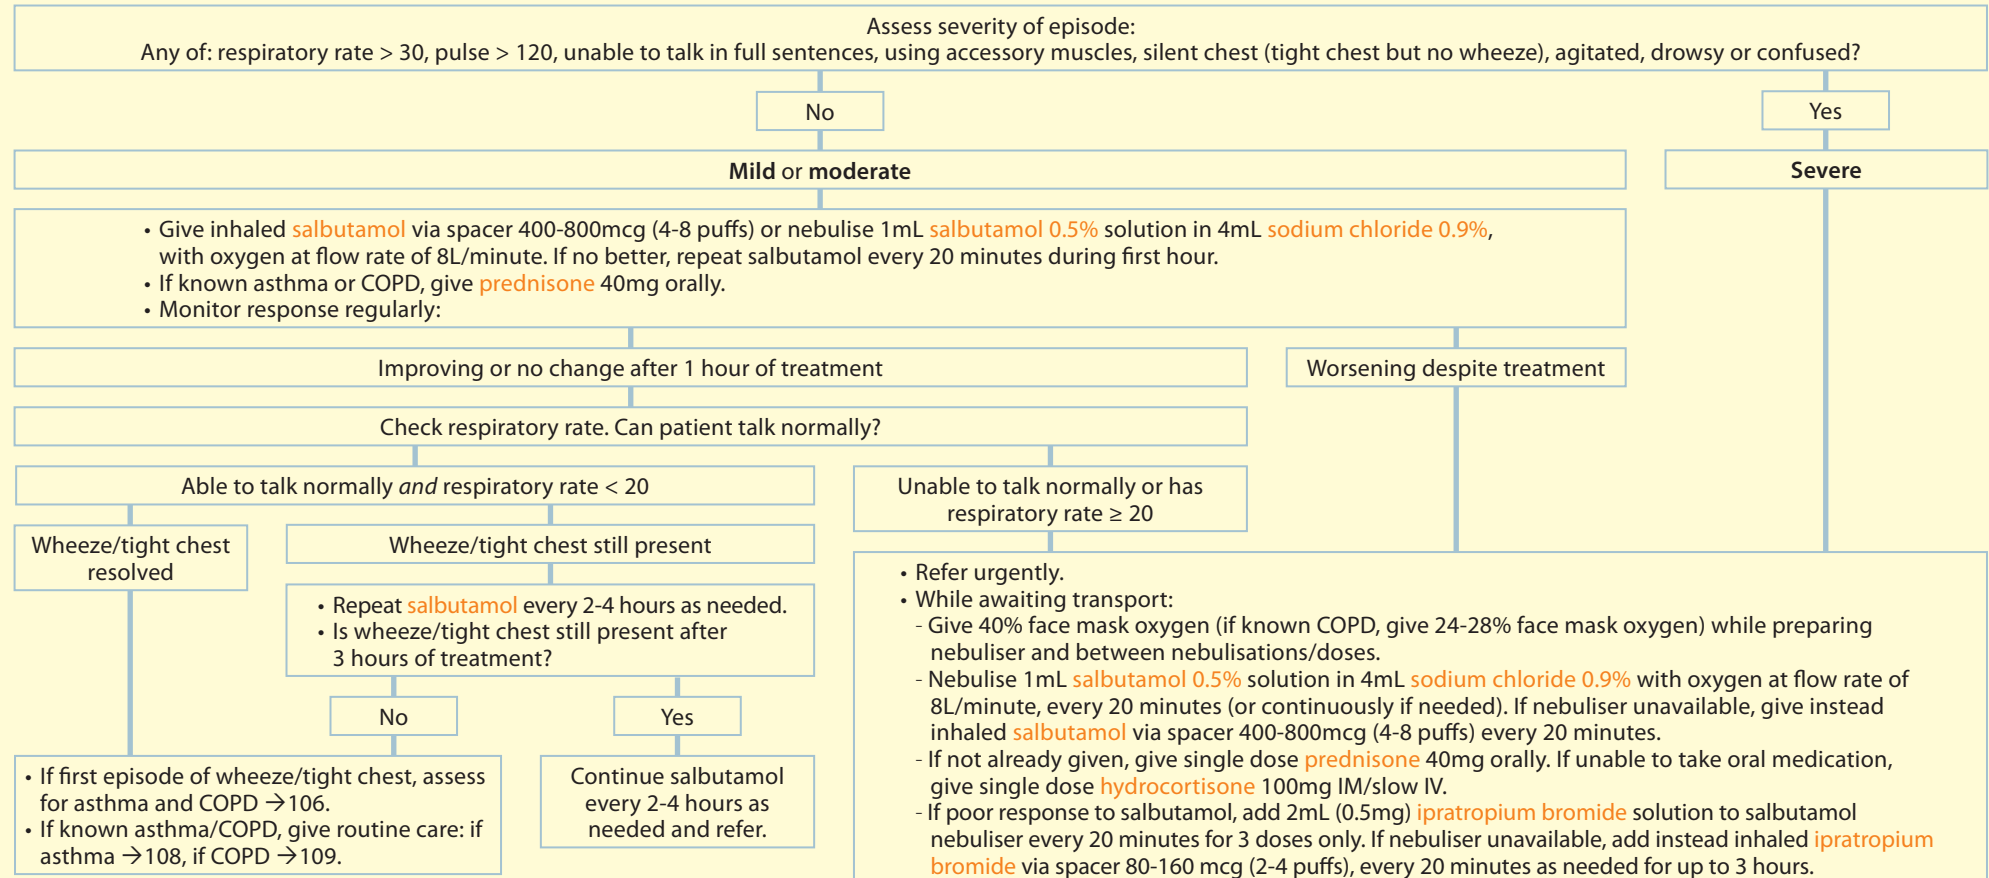 Assess severity of episode:
Any of: respiratory rate > 30, pulse > 120, unable to talk in full sentences, using accessory muscles, silent chest (tight chest but no wheeze), agitated, drowsy or confused?
No
Yes
Mild or moderate
Severe
• Give inhaled salbutamol via spacer 400-800mcg (4-8 puffs) or nebulise 1mL salbutamol 0.5% solution in 4mL sodium chloride 0.9%,
with oxygen at flow rate of 8L/minute. If no better, repeat salbutamol every 20 minutes during first hour.
• If known asthma or COPD, give prednisone 40mg orally.
• Monitor response regularly:
Improving or no change after 1 hour of treatment
Worsening despite treatment
Check respiratory rate. Can patient talk normally?
Able to talk normally and respiratory rate < 20
Unable to talk normally or has
respiratory rate ≥ 20
Wheeze/tight chest
resolved
Wheeze/tight chest still present
• Repeat salbutamol every 2-4 hours as needed.
• Is wheeze/tight chest still present after
3 hours of treatment?
No
Yes
• If first episode of wheeze/tight chest, assess
for asthma and COPD →106.
• If known asthma/COPD, give routine care: if
asthma →108, if COPD →109.
Continue salbutamol
every 2-4 hours as
needed and refer.
• Refer urgently.
• While awaiting transport:
- Give 40% face mask oxygen (if known COPD, give 24-28% face mask oxygen) while preparing
nebuliser and between nebulisations/doses.
- Nebulise 1mL salbutamol 0.5% solution in 4mL sodium chloride 0.9% with oxygen at flow rate of
8L/minute, every 20 minutes (or continuously if needed). If nebuliser unavailable, give instead
inhaled salbutamol via spacer 400-800mcg (4-8 puffs) every 20 minutes.
- If not already given, give single dose prednisone 40mg orally. If unable to take oral medication,
give single dose hydrocortisone 100mg IM/slow IV.
- If poor response to salbutamol, add 2mL (0.5mg) ipratropium bromide solution to salbutamol
nebuliser every 20 minutes for 3 doses only. If nebuliser unavailable, add instead inhaled ipratropium
bromide via spacer 80-160 mcg (2-4 puffs), every 20 minutes as needed for up to 3 hours.